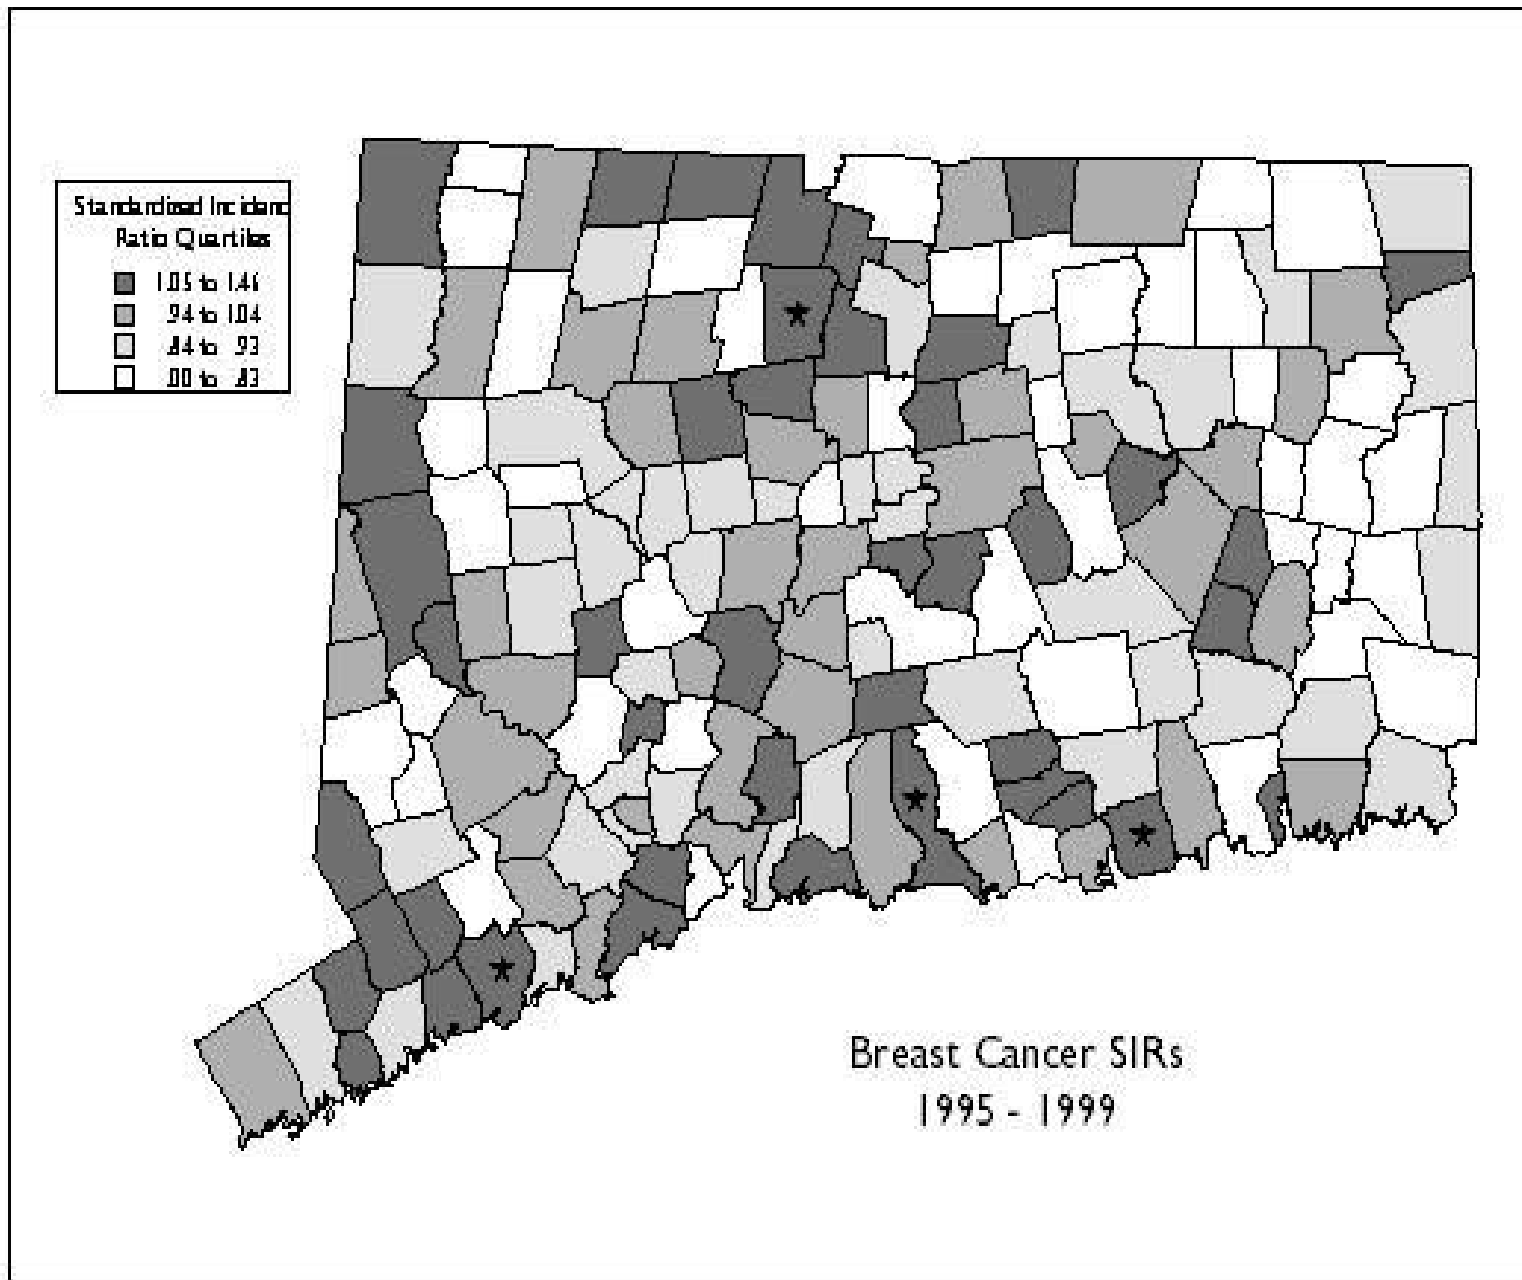 Standardized Incidenc
Ratio Quartiles
1.05 to 1.46
.94 to 1.04
.84 to .93
.00 to .83
Breast Cancer SIRs
1995 - 1999